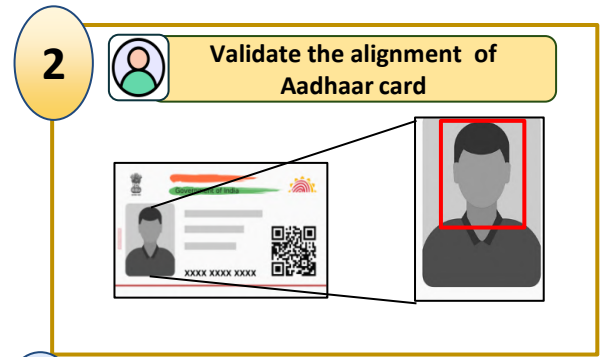 2
Validate the alignment of
Aadhaar card
Government of India
XXXX XXXX XXXX